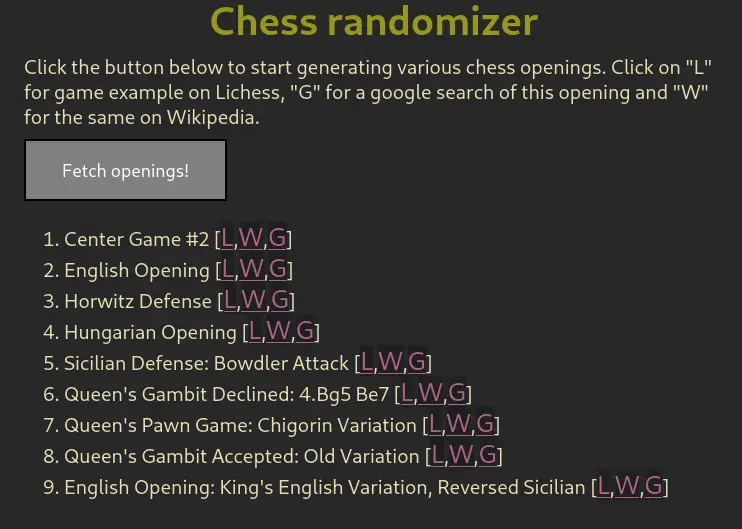 Chess randomizer
Click the button below to start generating various chess openings. Click on "L"
for game example on Lichess, "G" for a google search of this opening and "W"
for the same on Wikipedia.
Fetch openings!
1. Center Game #2 [L,W,G]
2. English Opening [L,W,G]
3. Horwitz Defense [L,W,G]
4. Hungarian Opening [L,W,G]
5. Sicilian Defense: Bowdler Attack [L,W,G]
6. Queen's Gambit Declined: 4.Bg5 Be7 [L,W,G]
7. Queen's Pawn Game: Chigorin Variation [L,W,G]
8. Queen's Gambit Accepted: Old Variation [L,W,G]
9. English Opening: King's English Variation, Reversed Sicilian [L,W,G]